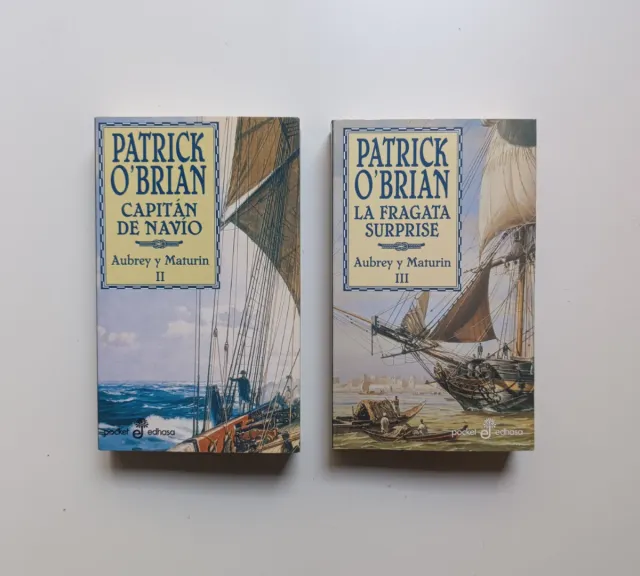 PATRICK
O'BRIAN
CAPITÁN
DE NAVÍO
Aubrey y Maturin
II
pocket edhasa
PATRICK
O'BRIAN
LA FRAGATA
SURPRISE
Aubrey y Maturin
III
pocket edhasa